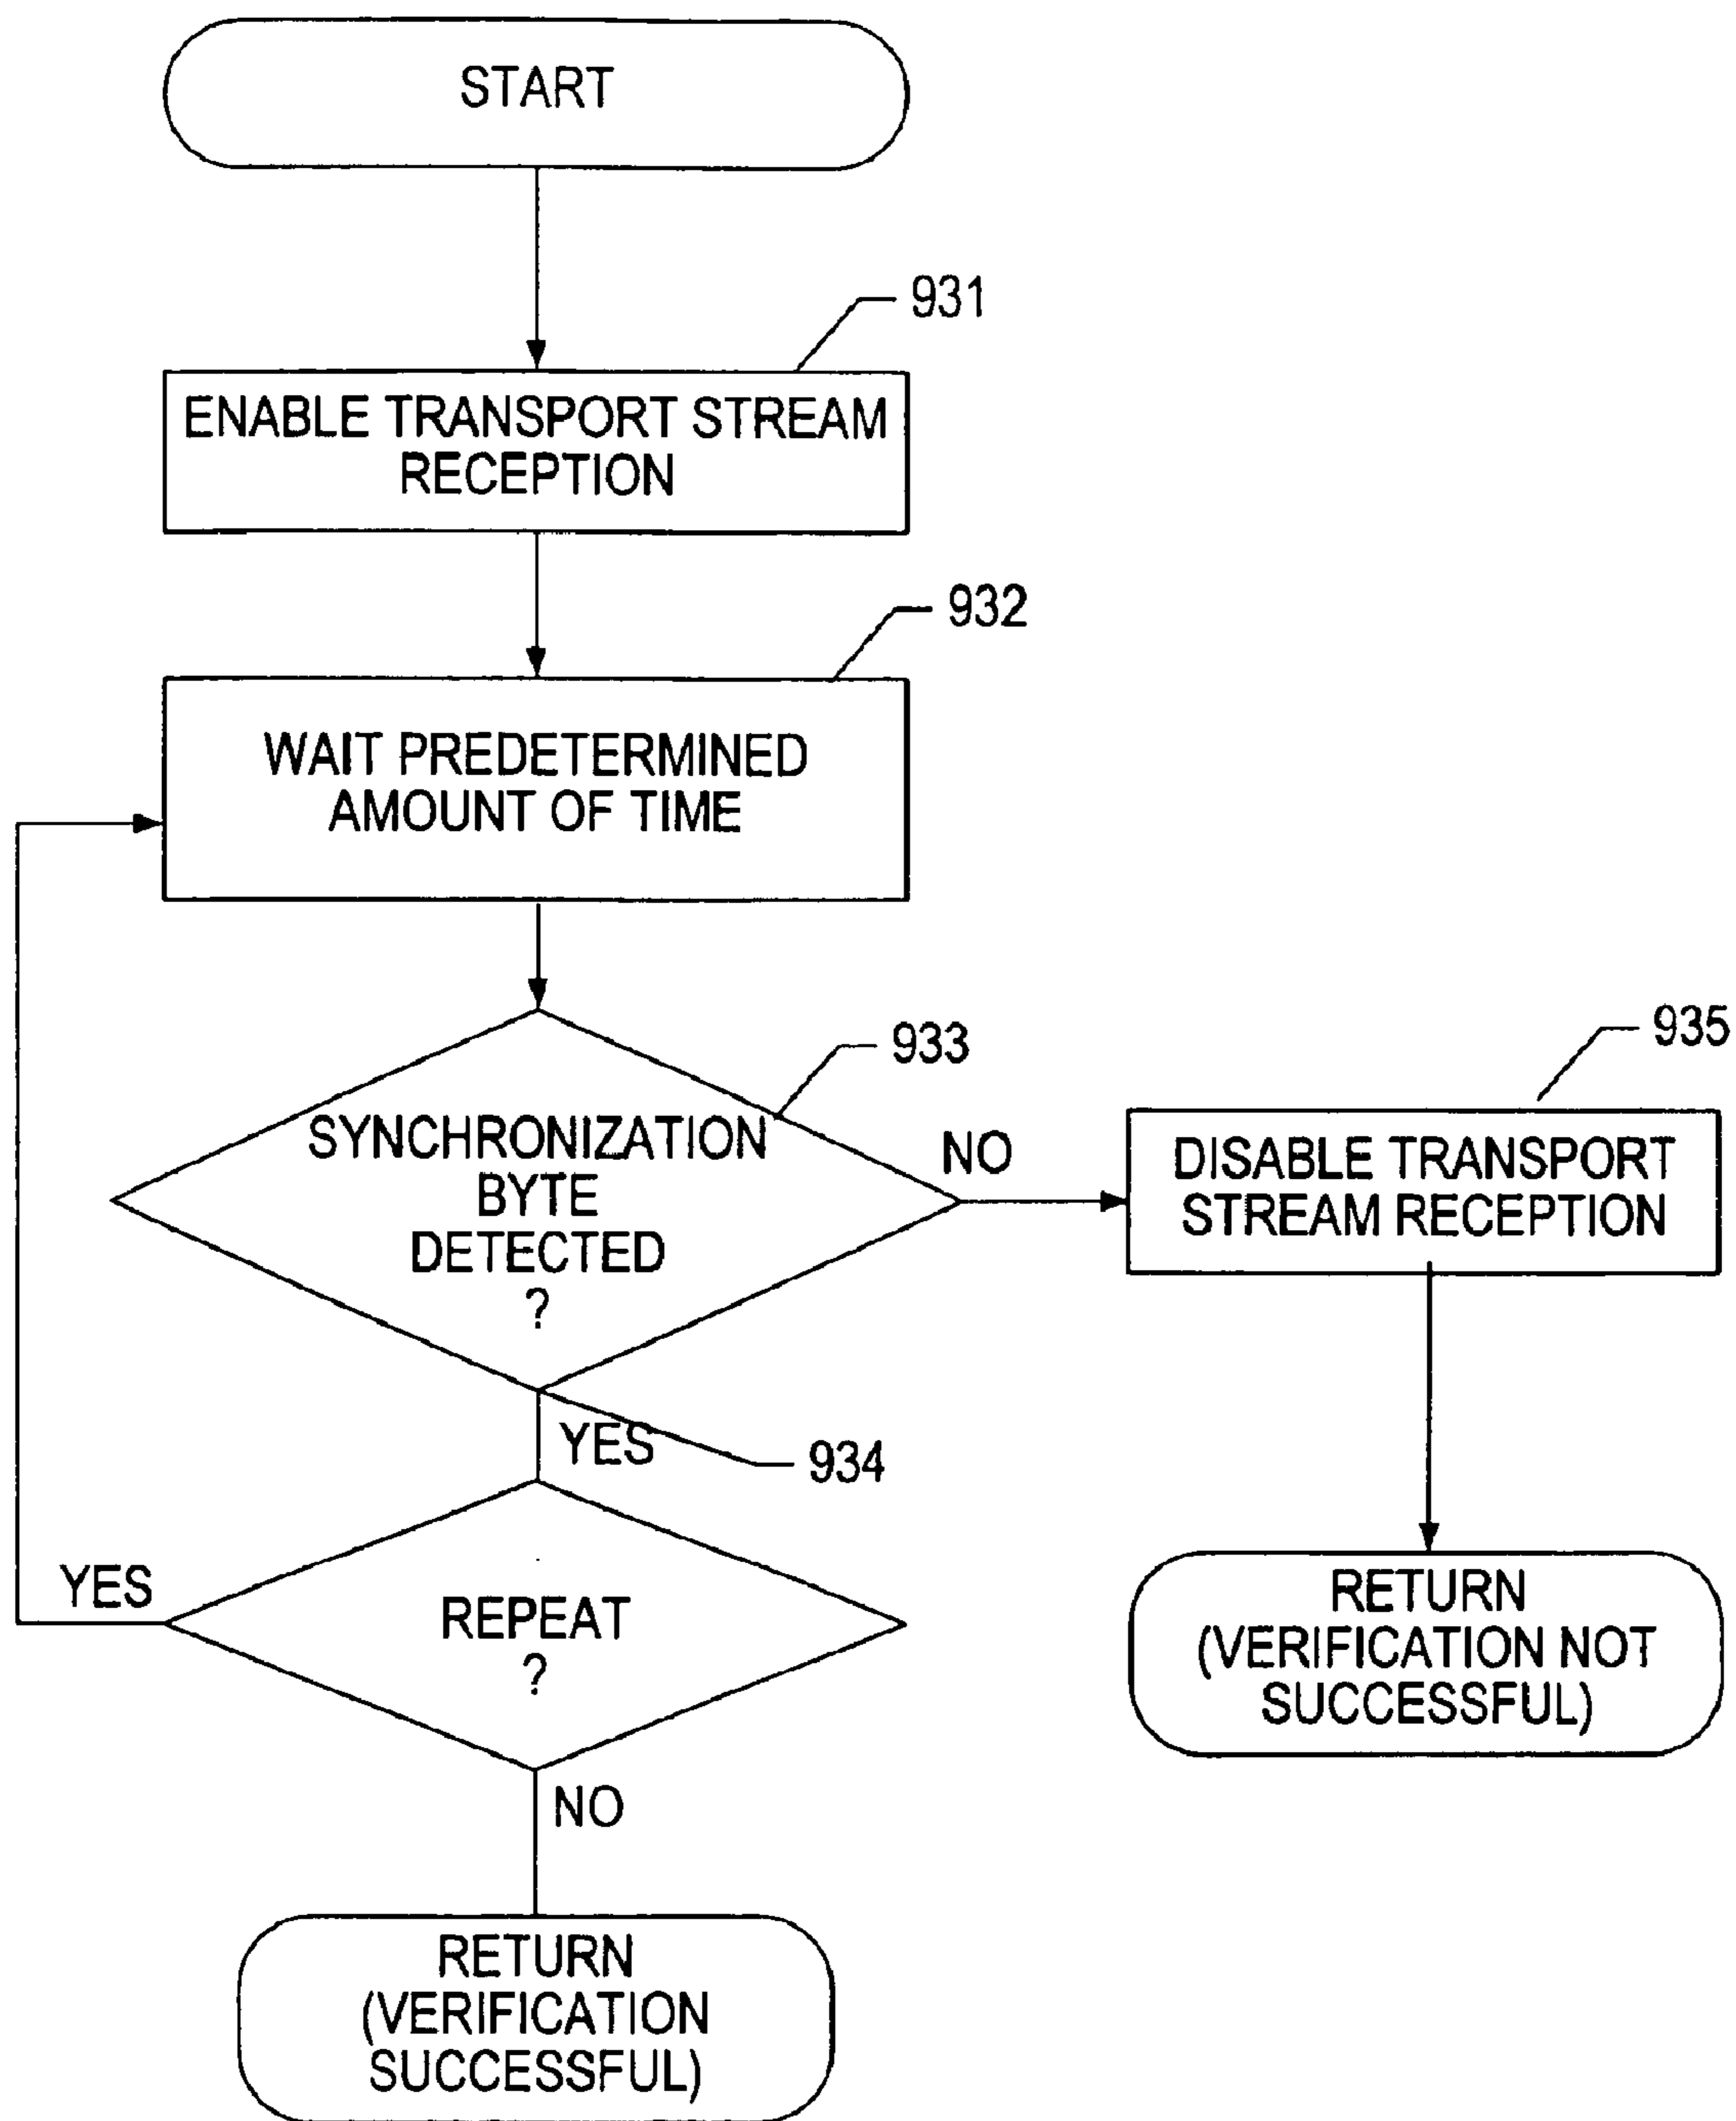 START
931
ENABLE TRANSPORT STREAM
RECEPTION
932
WAIT PREDETERMINED
AMOUNT OF TIME
933
SYNCHRONIZATION
BYTE
DETECTED
?
NO
935
DISABLE TRANSPORT
STREAM RECEPTION
YES
934
YES
REPEAT
?
RETURN
(VERIFICATION NOT
SUCCESSFUL)
NO
RETURN
(VERIFICATION
SUCCESSFUL)